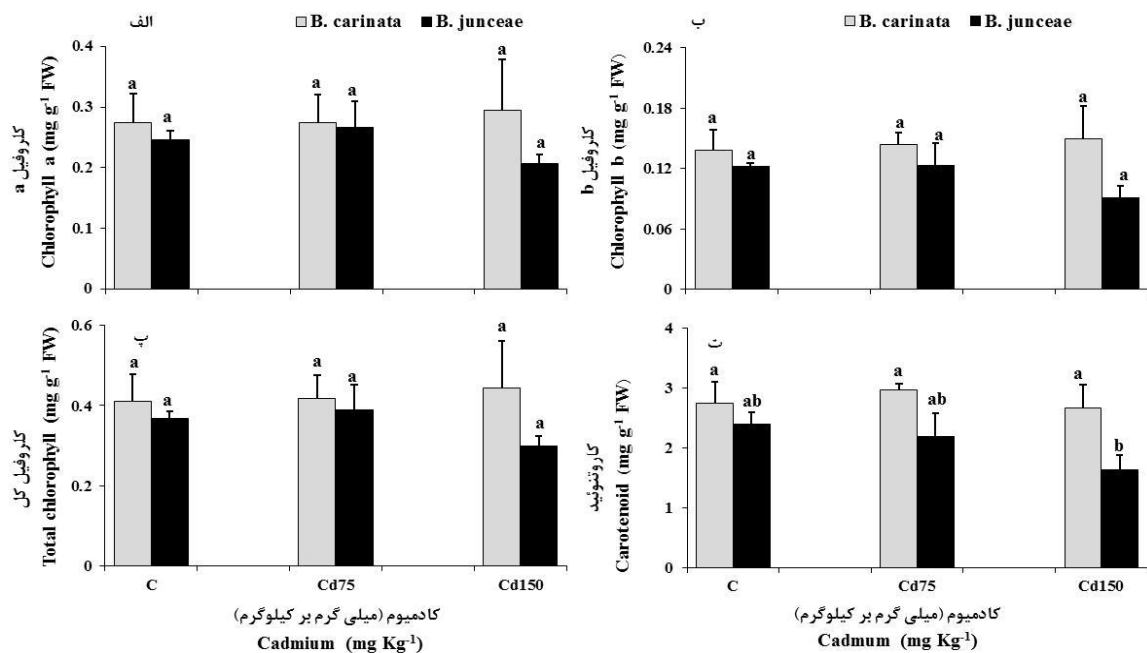 الف
B. carinata B. junceae
کلروفیل a
Chlorophyll a (mg g-1 FW)
0.4
0.3
0.2
0.1
0
a a a a a a
ب
B. carinata B. junceae
کلروفیل b
Chlorophyll b (mg g-1 FW)
0.24
0.18
0.12
0.06
0
a a a a a a
کلروفیل کل
Total chlorophyll (mg g-1 FW)
0.6
0.4
0.2
0
a a a a a a
C Cd75 Cd150
کادمیوم (میلی گرم بر کیلوگرم)
Cadmium (mg Kg-1)
کاروتنوئید
Carotenoid (mg g-1 FW)
4
3
2
1
0
a ab a ab a b
C Cd75 Cd150
کادمیوم (میلی گرم بر کیلوگرم)
Cadmum (mg Kg-1)